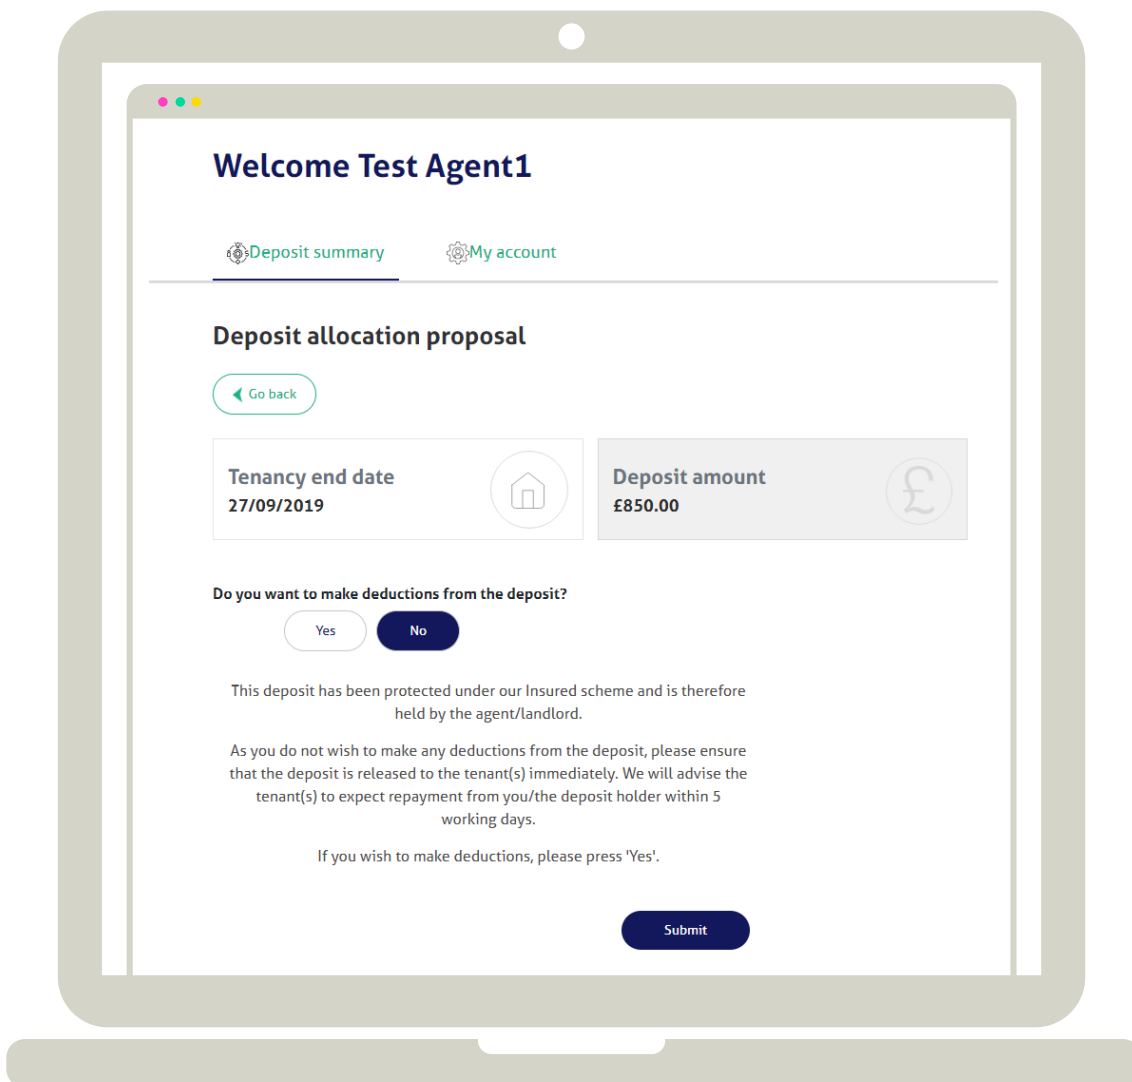 Welcome Test Agent1
Deposit summary
My account
Deposit allocation proposal
Go back
Tenancy end date
27/09/2019
Deposit amount
£850.00
£
Do you want to make deductions from the deposit?
Yes
No
This deposit has been protected under our Insured scheme and is therefore
held by the agent/landlord.
As you do not wish to make any deductions from the deposit, please ensure
that the deposit is released to the tenant(s) immediately. We will advise the
tenant(s) to expect repayment from you/the deposit holder within 5
working days.
If you wish to make deductions, please press 'Yes'.
Submit